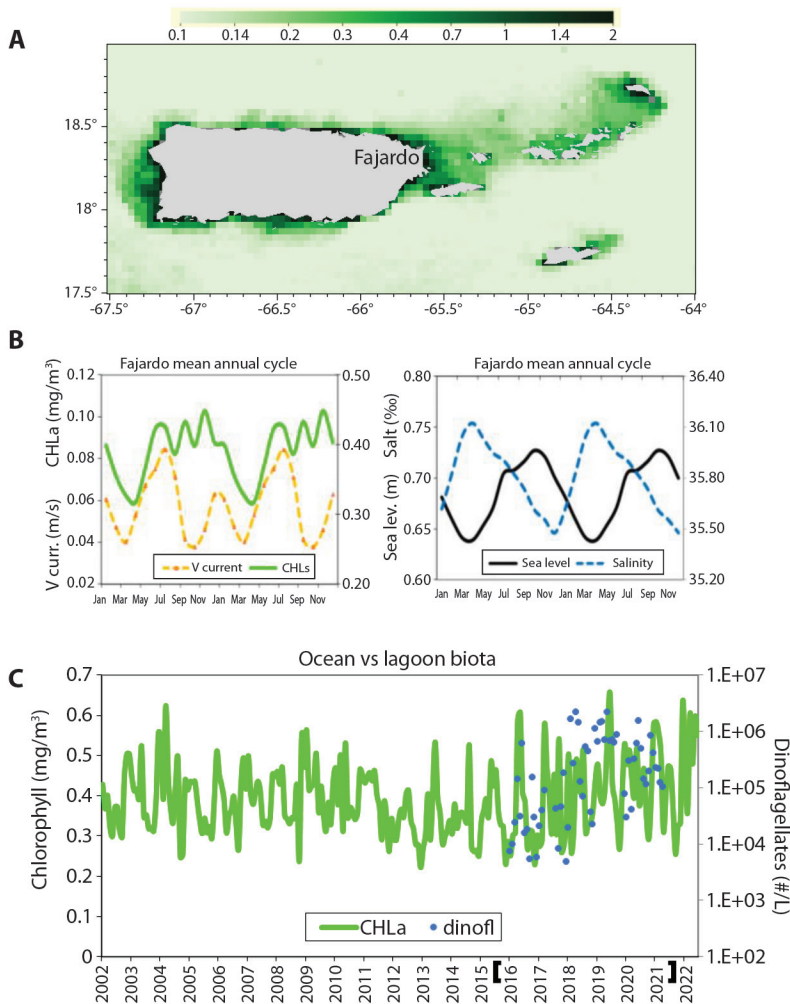 A
0.1 0.14 0.2 0.3 0.4 0.7 1 1.4 2
18.5°
Fajardo
18°
17.5°
-67.5° -67° -66.5° -66° -65.5° -65° -64.5° -64°
B
Fajardo mean annual cycle
CHLa (mg/m³)
V curr. (m/s)
0.12 0.50
0.10
0.40
0.08
0.06
0.30
0.04
0.02 0.20
V current CHLs
Jan Mar May Jul Sep Nov Jan Mar May Jul Sep Nov
Fajardo mean annual cycle
Salt (‰)
Sea lev. (m)
0.80 36.40
0.75 36.10
0.70 35.80
0.65 35.50
0.60 35.20
Sea level Salinity
Jan Mar May Jul Sep Nov Jan Mar May Jul Sep Nov
C
Ocean vs lagoon biota
Chlorophyll (mg/m³)
Dinoflagellates (#/L)
0.7 1.E+07
0.6 1.E+06
0.5
1.E+05
0.4
0.3 1.E+04
0.2
1.E+03
0.1
0 1.E+02
CHLa dinofl
2002 2003 2004 2005 2006 2007 2008 2009 2010 2011 2012 2013 2014 2015 [ 2016 2017 2018 2019 2020 2021 ] 2022